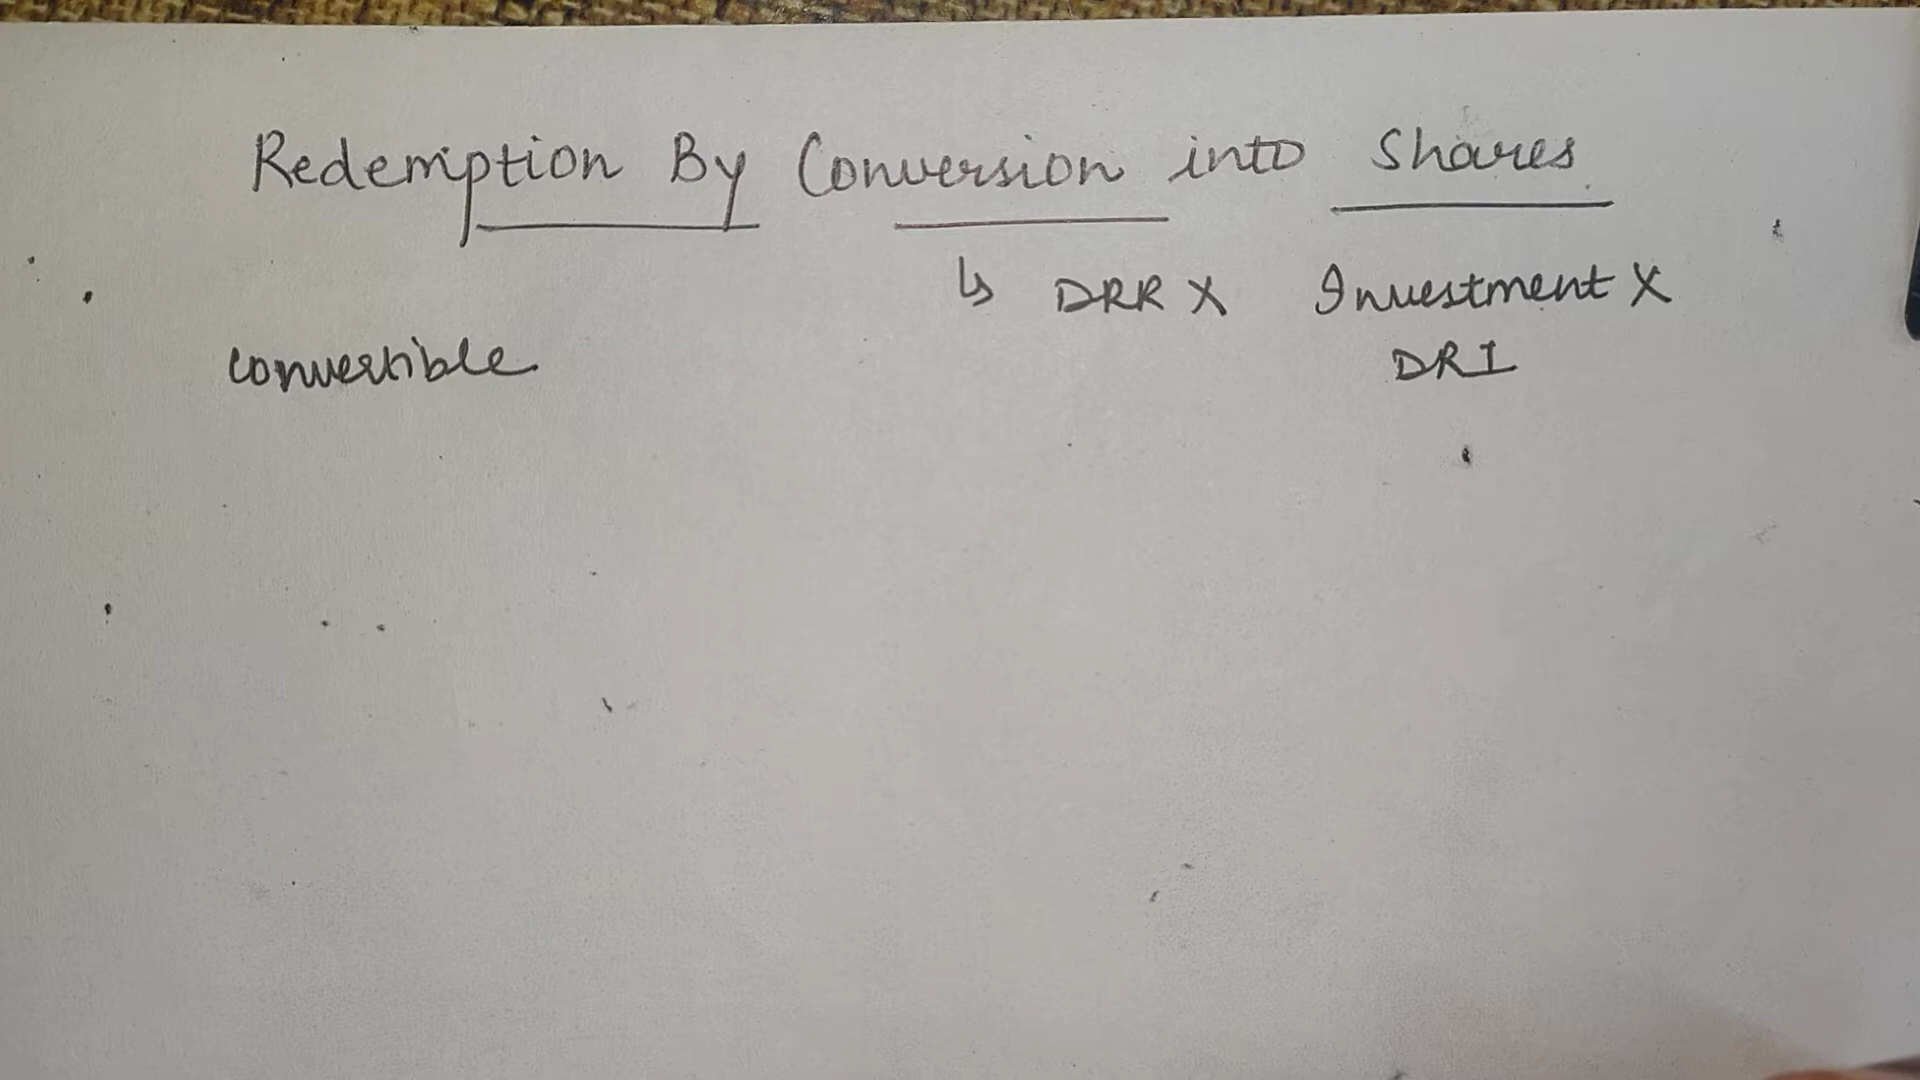 Redemption By Conversion into Shares
↳ DRR X Investment X
convertible DRI